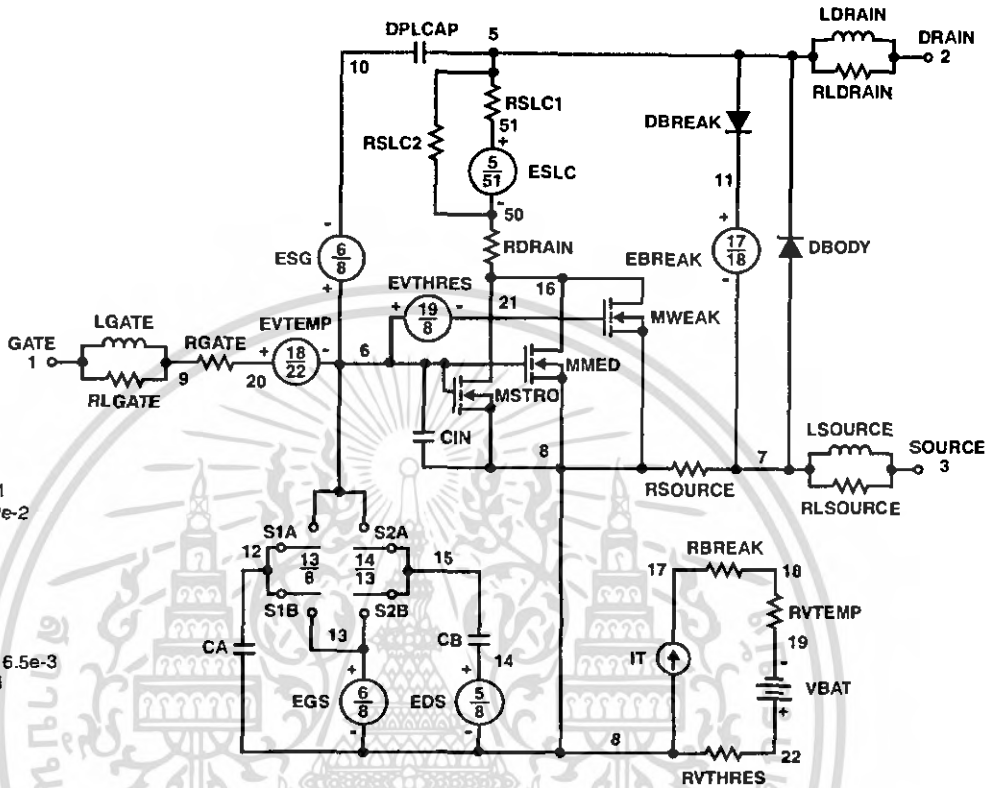 DPLCAP
5
LDRAIN
DRAIN
2
10
RLDRAIN
RSLC1
51
RSLC2
DBREAK
+
5
51
ESLC
-
50
11
-
6
8
ESG
+
RDRAIN
+
17
18
EBREAK
-
DBODY
EVTHRES
+
19
8
-
16
21
MWEAK
LGATE
GATE
1
RLGATE
9
RGATE
20
EVTEMP
+
18
22
-
6
MMED
MSTRO
CIN
8
RSOURCE
7
LSOURCE
SOURCE
3
RLSOURCE
e-2
S1A
S2A
12
13
8
14
13
15
S1B
S2B
13
CA
CB
14
6.5e-3
+
6
8
EGS
-
+
5
8
EDS
-
8
17
RBREAK
18
RVTEMP
19
IT
-
VBAT
+
22
RVTHRES